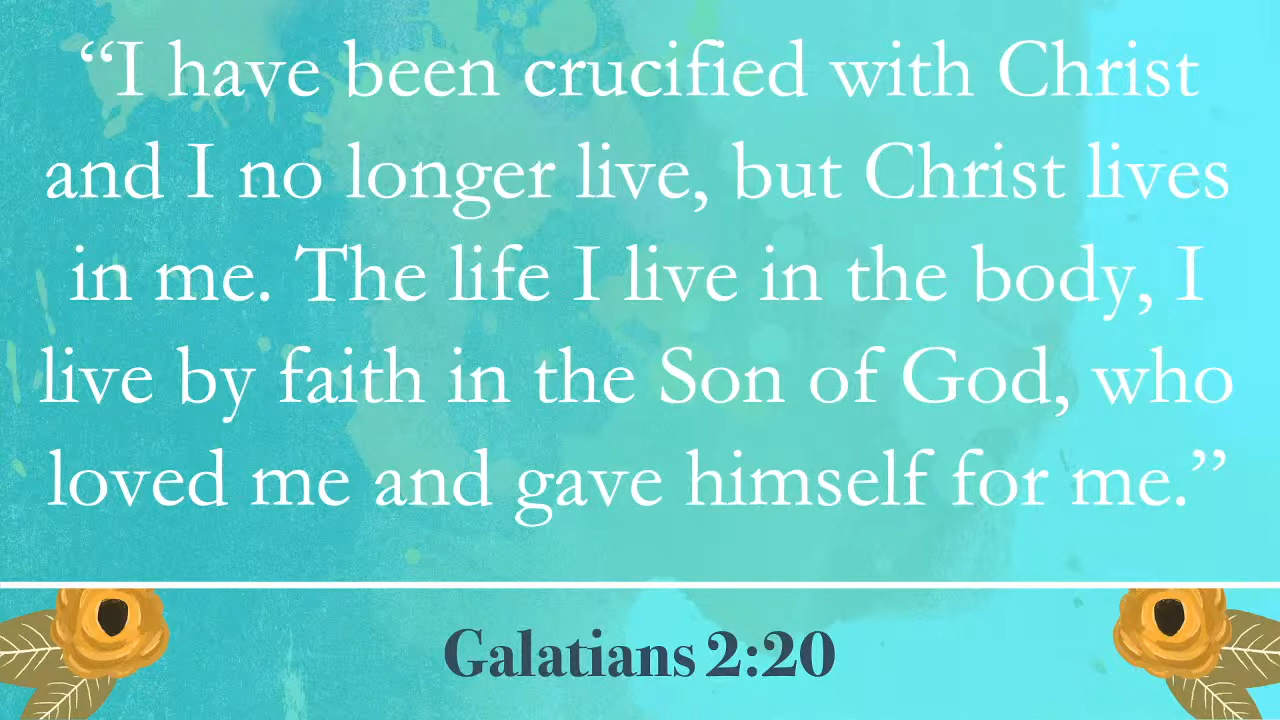 “I have been crucified with Christ
and I no longer live, but Christ lives
in me. The life I live in the body, I
live by faith in the Son of God, who
loved me and gave himself for me.”
Galatians 2:20